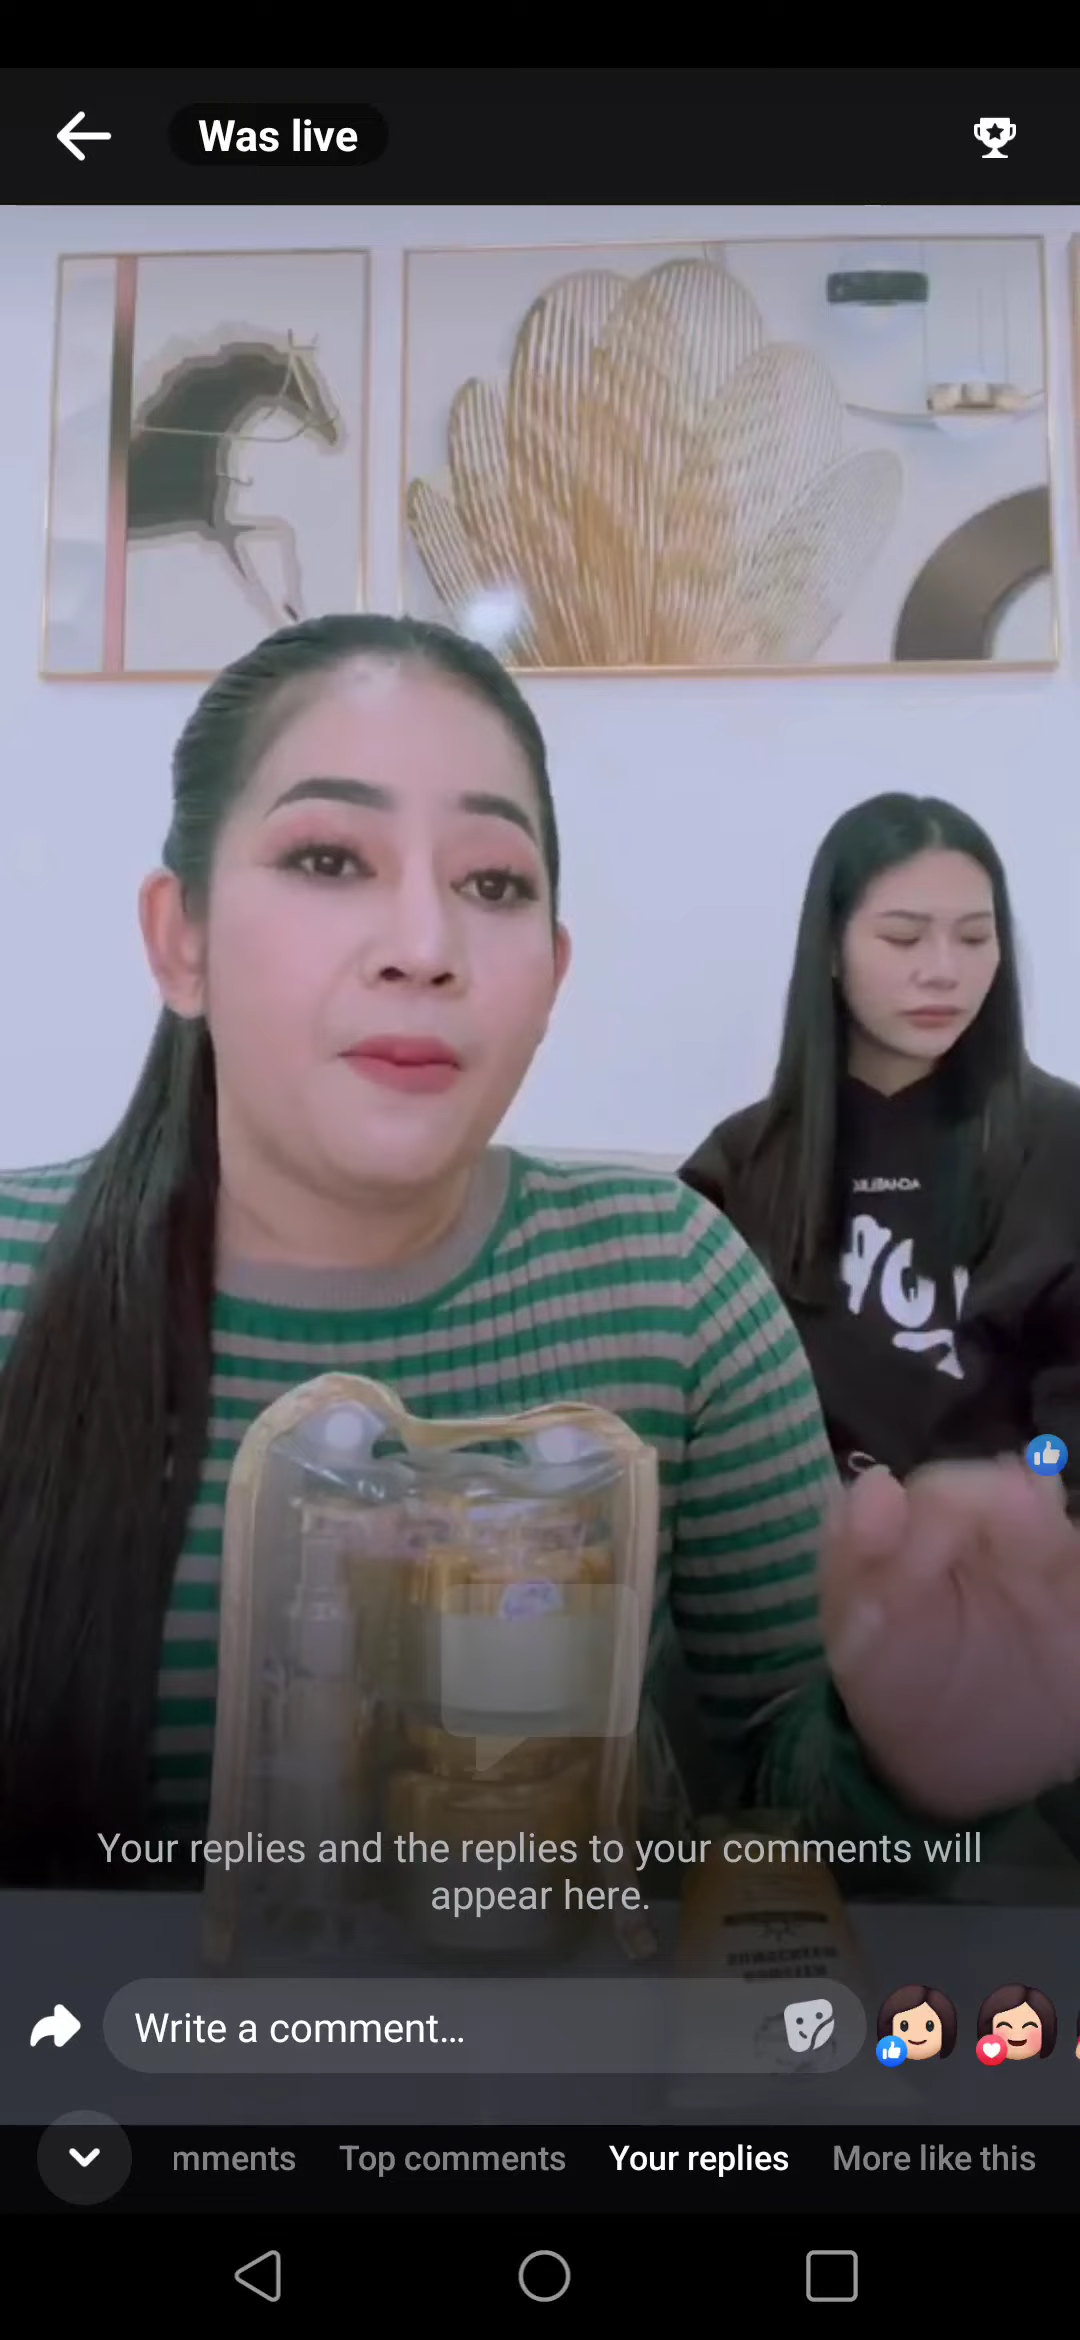 Was live
Your replies and the replies to your comments will
appear here.
Write a comment...
mments
Top comments
Your replies
More like this